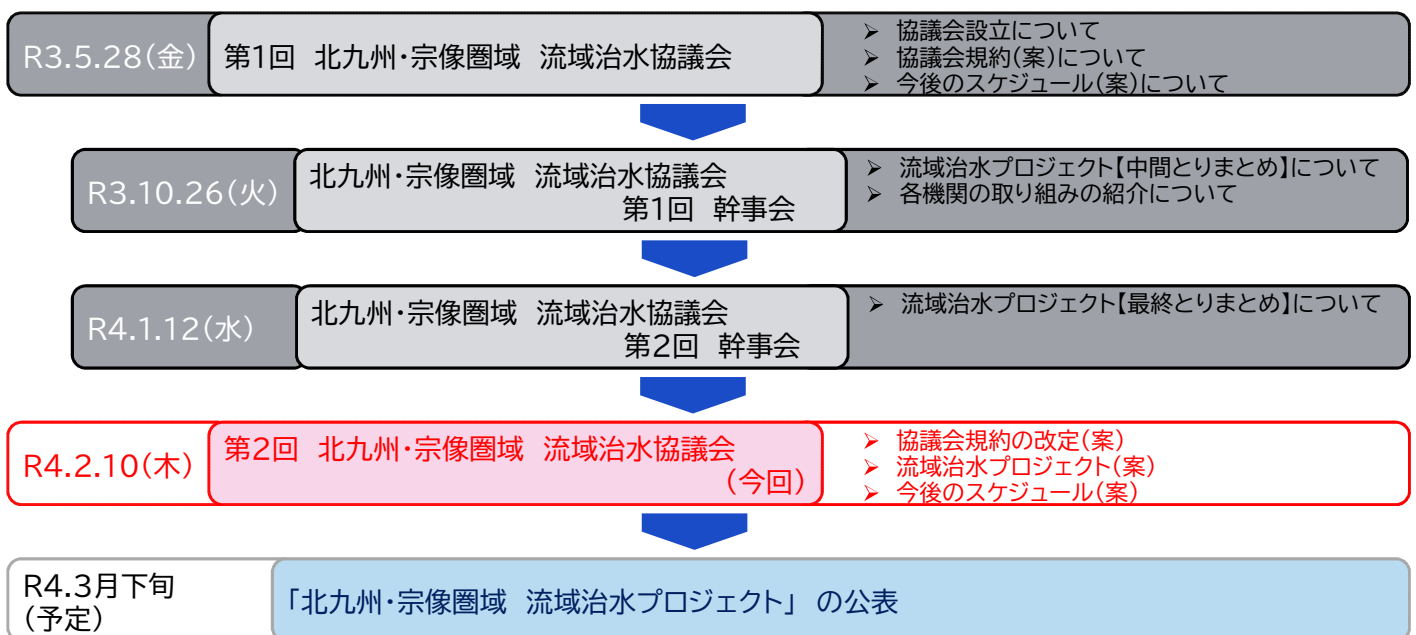 R3.5.28(金)
第1回 北九州・宗像圏域 流域治水協議会
➢ 協議会設立について
➢ 協議会規約(案)について
➢ 今後のスケジュール(案)について
R3.10.26(火)
北九州・宗像圏域 流域治水協議会
第1回 幹事会
➢ 流域治水プロジェクト【中間とりまとめ】について
➢ 各機関の取り組みの紹介について
R4.1.12(水)
北九州・宗像圏域 流域治水協議会
第2回 幹事会
➢ 流域治水プロジェクト【最終とりまとめ】について
R4.2.10(木)
第2回 北九州・宗像圏域 流域治水協議会
(今回)
➢ 協議会規約の改定(案)
➢ 流域治水プロジェクト(案)
➢ 今後のスケジュール(案)
R4.3月下旬
(予定)
「北九州・宗像圏域 流域治水プロジェクト」 の公表